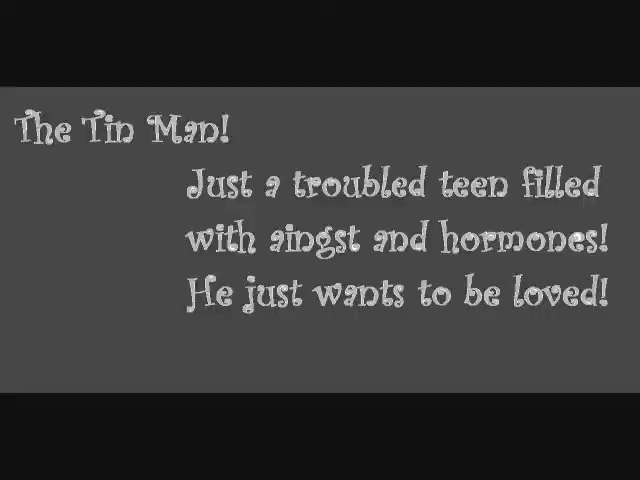 The Tin Man!
Just a troubled teen filled
with aingst and hormones!
He just wants to be loved!